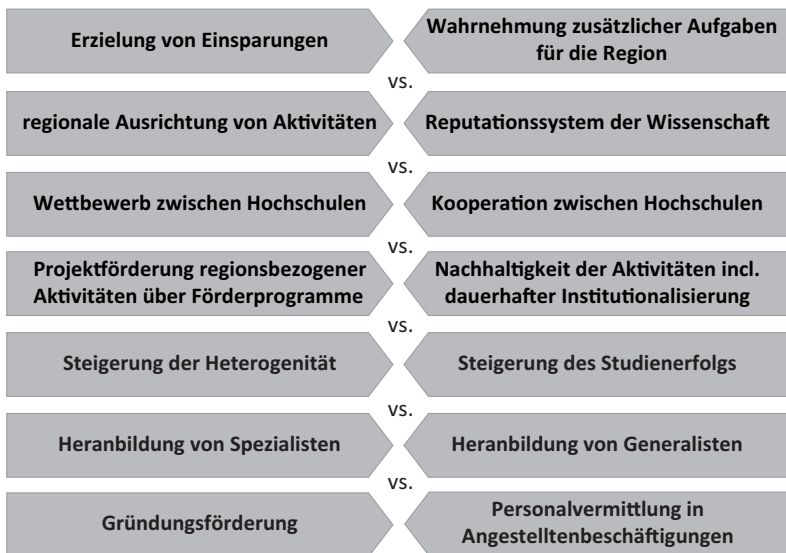 Erzielung von Einsparungen
Wahrnehmung zusätzlicher Aufgaben
für die Region
vs.
regionale Ausrichtung von Aktivitäten
Reputationssystem der Wissenschaft
vs.
Wettbewerb zwischen Hochschulen
Kooperation zwischen Hochschulen
vs.
Projektförderung regionsbezogener
Aktivitäten über Förderprogramme
Nachhaltigkeit der Aktivitäten incl.
dauerhafter Institutionalisierung
vs.
Steigerung der Heterogenität
Steigerung des Studienerfolgs
vs.
Heranbildung von Spezialisten
Heranbildung von Generalisten
vs.
Gründungsförderung
Personalvermittlung in
Angestelltenbeschäftigungen